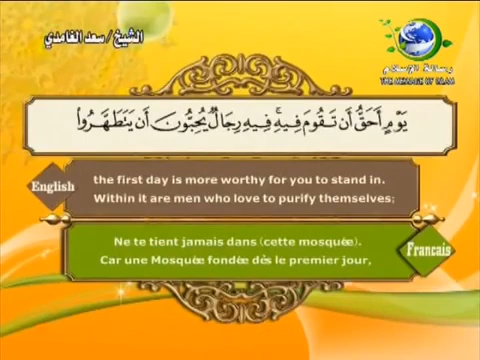 الشيخ / سعد الغامدي
رسالة الإسلام
THE MESSAGE OF ISLAM
يَوْمٍ أَحَقُّ أَن تَقُومَ فِيهِ ۚ فِيهِ رِجَالٌ يُحِبُّونَ أَن يَتَطَهَّرُوا
English
the first day is more worthy for you to stand in.
Within it are men who love to purify themselves;
Ne te tient jamais dans (cette mosquée).
Car une Mosquée fondée dès le premier jour,
Francais